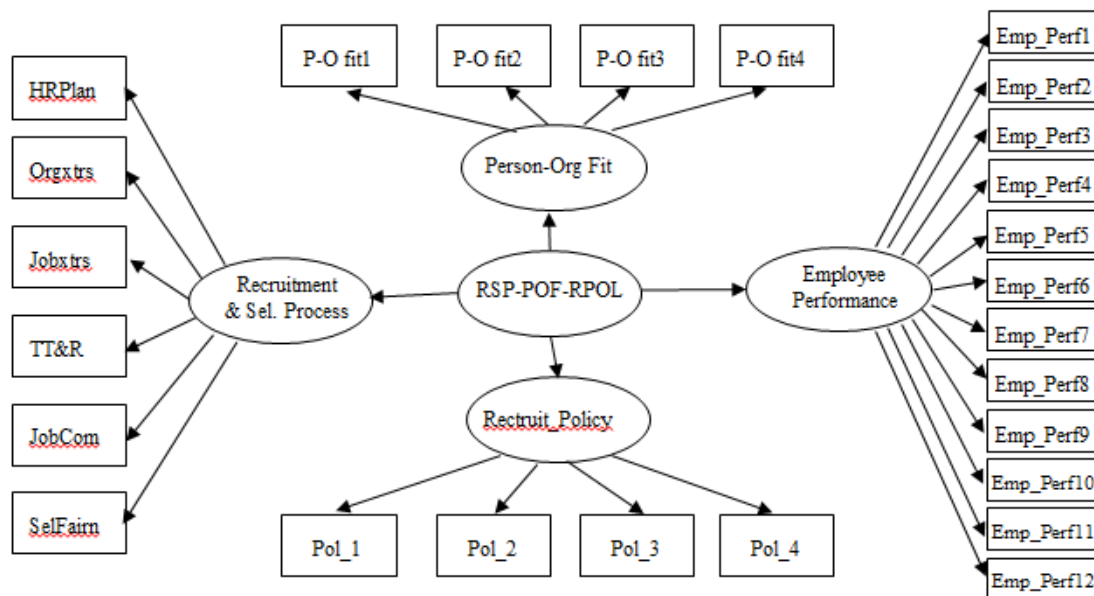 P-O fit1
P-O fit2
P-O fit3
P-O fit4
HRPlan
Orgxtrs
Jobxtrs
TT&R
JobCom
SelFairn
Person-Org Fit
Recruitment
& Sel. Process
RSP-POF-RPOL
Employee
Performance
Rectruit_Policy
Pol_1
Pol_2
Pol_3
Pol_4
Emp_Perf1
Emp_Perf2
Emp_Perf3
Emp_Perf4
Emp_Perf5
Emp_Perf6
Emp_Perf7
Emp_Perf8
Emp_Perf9
Emp_Perf10
Emp_Perf11
Emp_Perf12